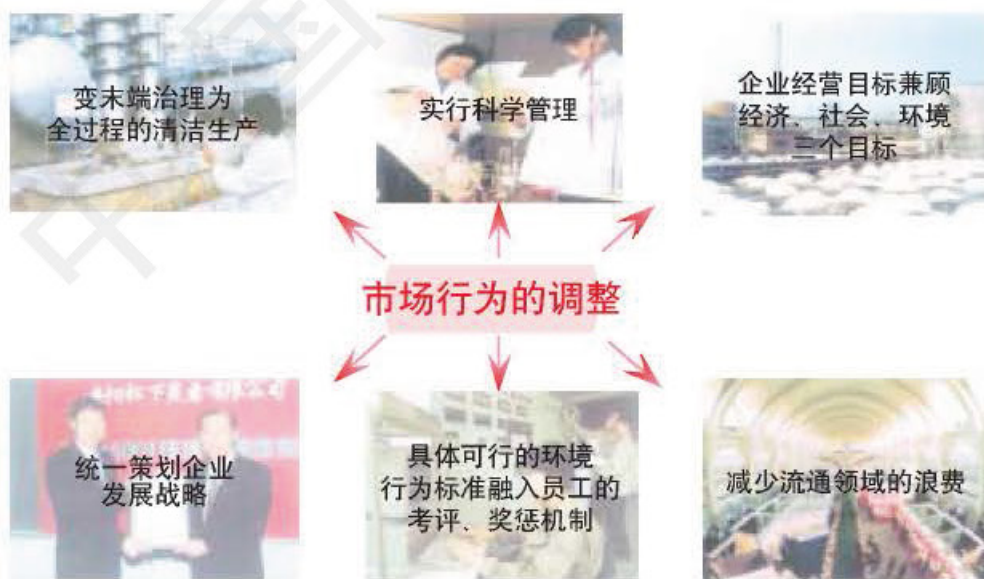 变末端治理为
全过程的清洁生产
实行科学管理
企业经营目标兼顾
经济、社会、环境
三个目标
市场行为的调整
统一策划企业
发展战略
具体可行的环境
行为标准融入员工的
考评、奖惩机制
减少流通领域的浪费